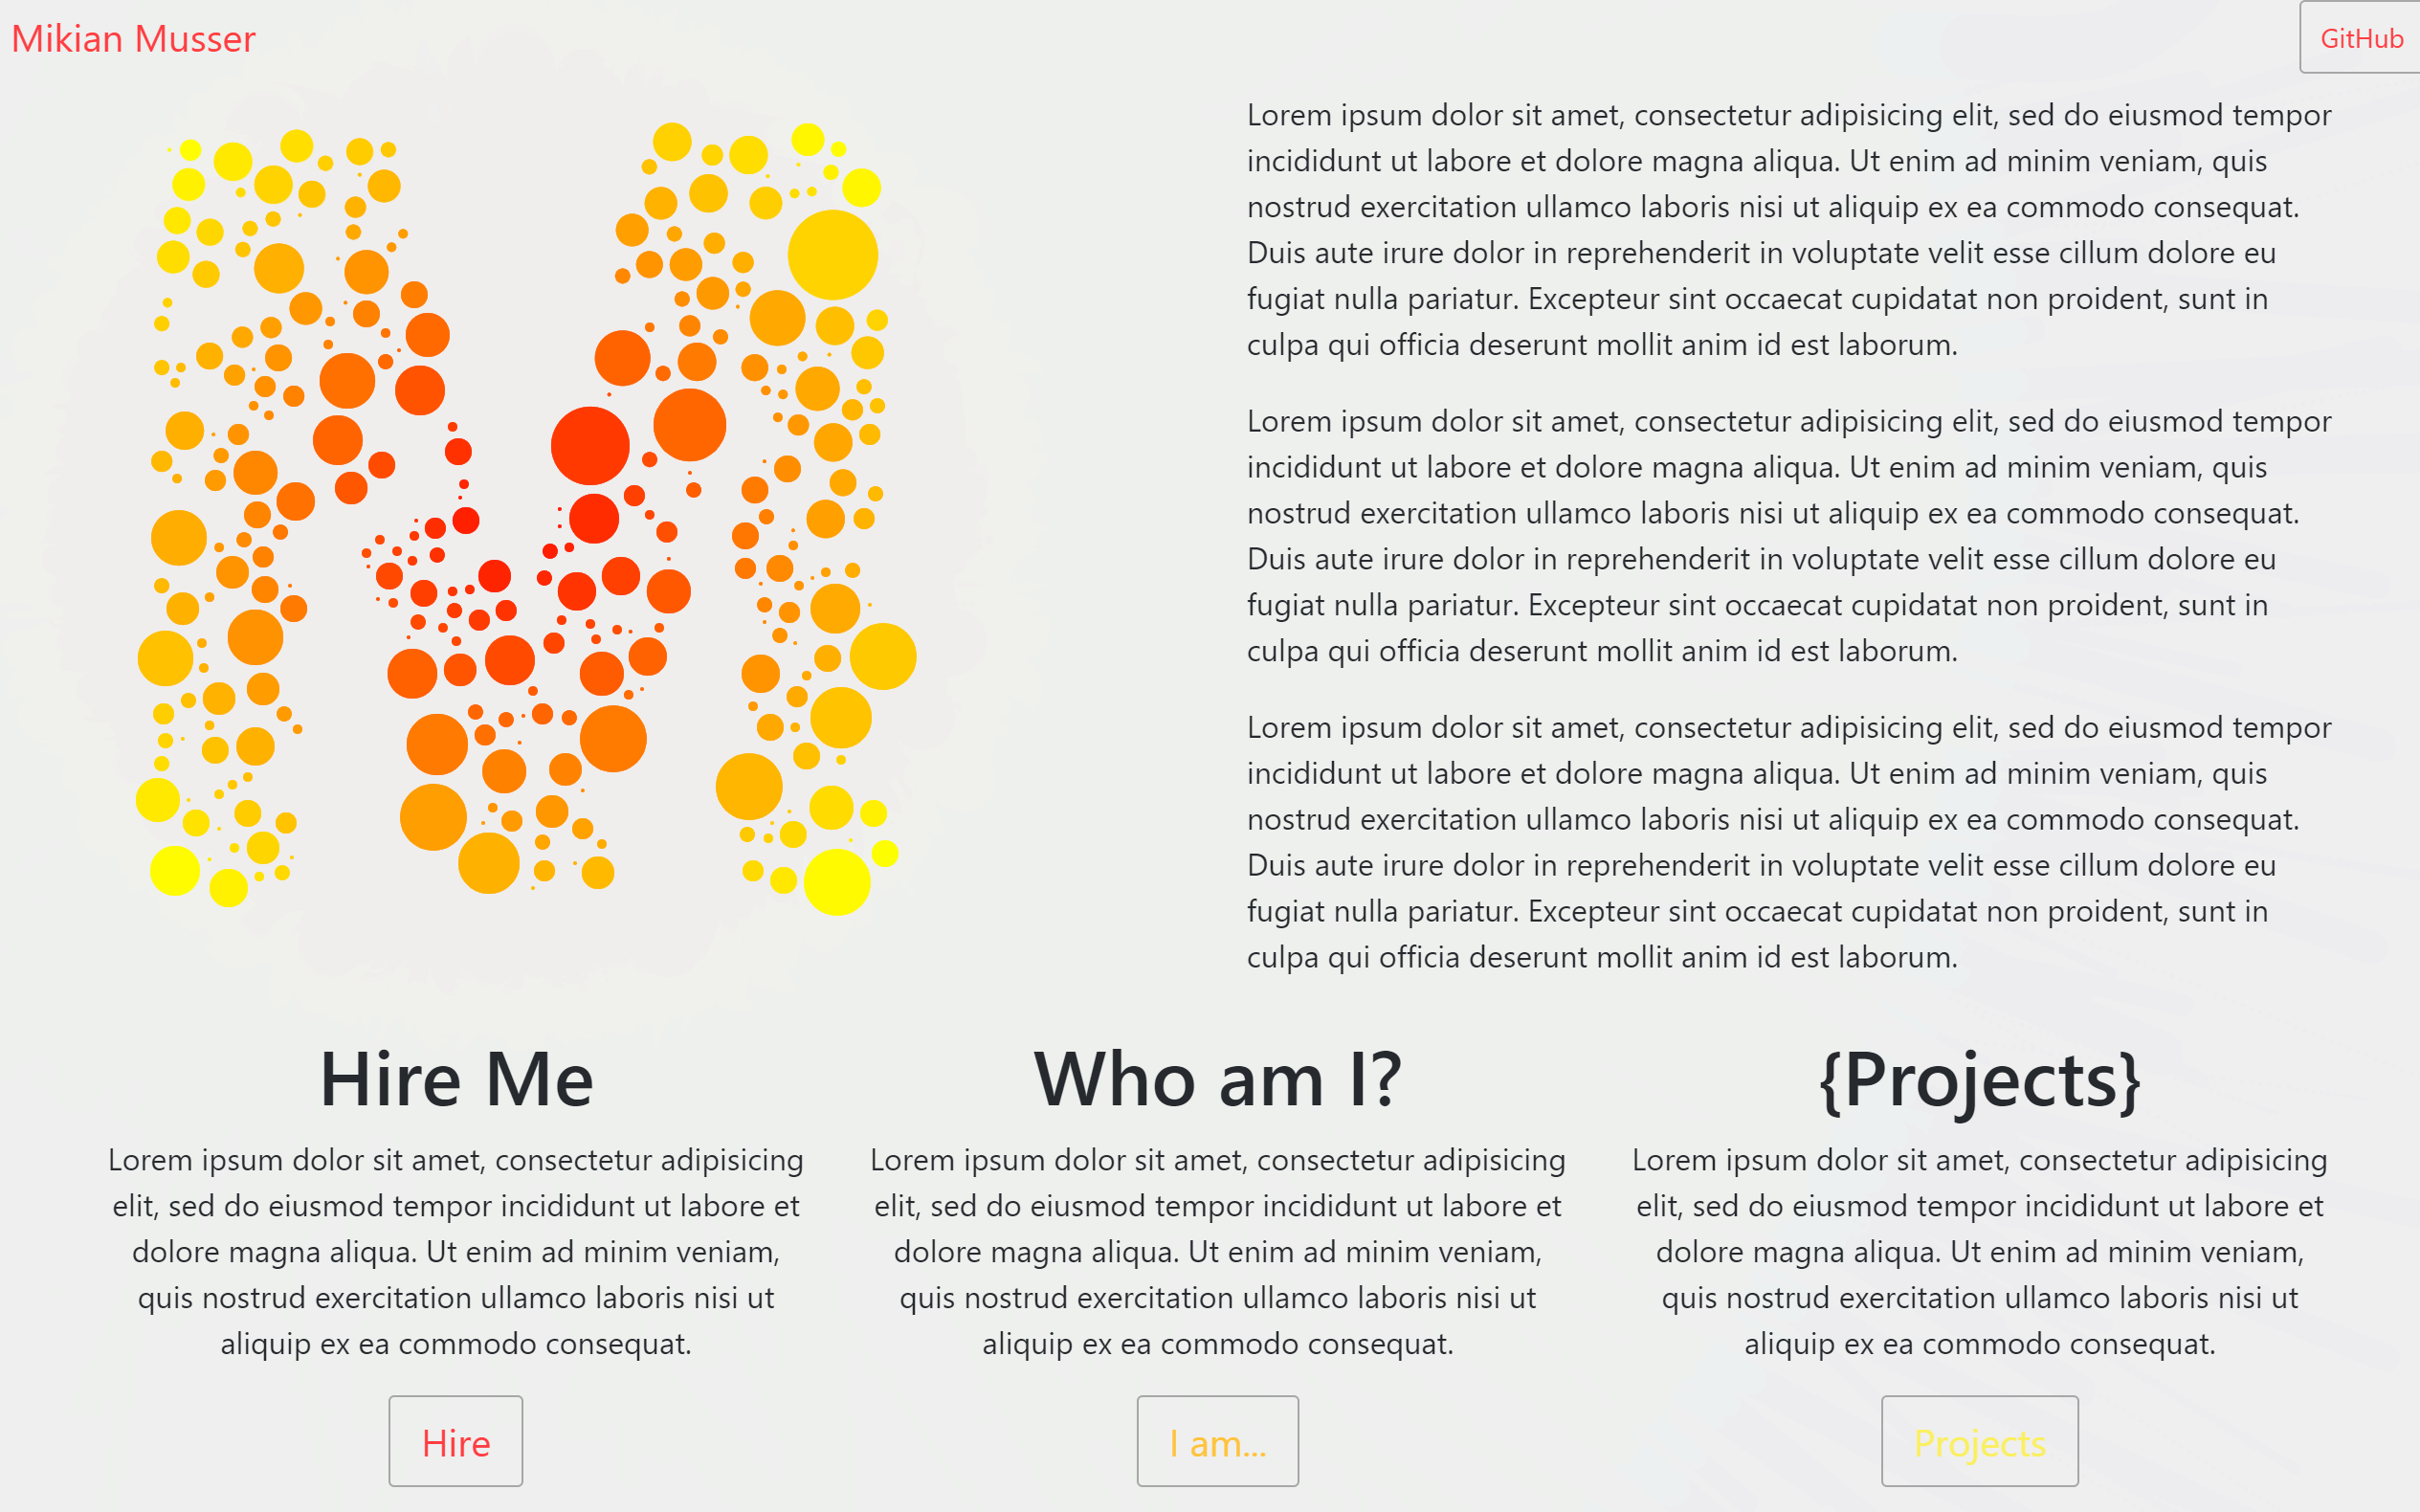 Mikian Musser
GitHub
Lorem ipsum dolor sit amet, consectetur adipisicing elit, sed do eiusmod tempor
incididunt ut labore et dolore magna aliqua. Ut enim ad minim veniam, quis
nostrud exercitation ullamco laboris nisi ut aliquip ex ea commodo consequat.
Duis aute irure dolor in reprehenderit in voluptate velit esse cillum dolore eu
fugiat nulla pariatur. Excepteur sint occaecat cupidatat non proident, sunt in
culpa qui officia deserunt mollit anim id est laborum.
Lorem ipsum dolor sit amet, consectetur adipisicing elit, sed do eiusmod tempor
incididunt ut labore et dolore magna aliqua. Ut enim ad minim veniam, quis
nostrud exercitation ullamco laboris nisi ut aliquip ex ea commodo consequat.
Duis aute irure dolor in reprehenderit in voluptate velit esse cillum dolore eu
fugiat nulla pariatur. Excepteur sint occaecat cupidatat non proident, sunt in
culpa qui officia deserunt mollit anim id est laborum.
Lorem ipsum dolor sit amet, consectetur adipisicing elit, sed do eiusmod tempor
incididunt ut labore et dolore magna aliqua. Ut enim ad minim veniam, quis
nostrud exercitation ullamco laboris nisi ut aliquip ex ea commodo consequat.
Duis aute irure dolor in reprehenderit in voluptate velit esse cillum dolore eu
fugiat nulla pariatur. Excepteur sint occaecat cupidatat non proident, sunt in
culpa qui officia deserunt mollit anim id est laborum.
Hire Me
Lorem ipsum dolor sit amet, consectetur adipisicing
elit, sed do eiusmod tempor incididunt ut labore et
dolore magna aliqua. Ut enim ad minim veniam,
quis nostrud exercitation ullamco laboris nisi ut
aliquip ex ea commodo consequat.
Hire
Who am I?
Lorem ipsum dolor sit amet, consectetur adipisicing
elit, sed do eiusmod tempor incididunt ut labore et
dolore magna aliqua. Ut enim ad minim veniam,
quis nostrud exercitation ullamco laboris nisi ut
aliquip ex ea commodo consequat.
I am...
{Projects}
Lorem ipsum dolor sit amet, consectetur adipisicing
elit, sed do eiusmod tempor incididunt ut labore et
dolore magna aliqua. Ut enim ad minim veniam,
quis nostrud exercitation ullamco laboris nisi ut
aliquip ex ea commodo consequat.
Projects